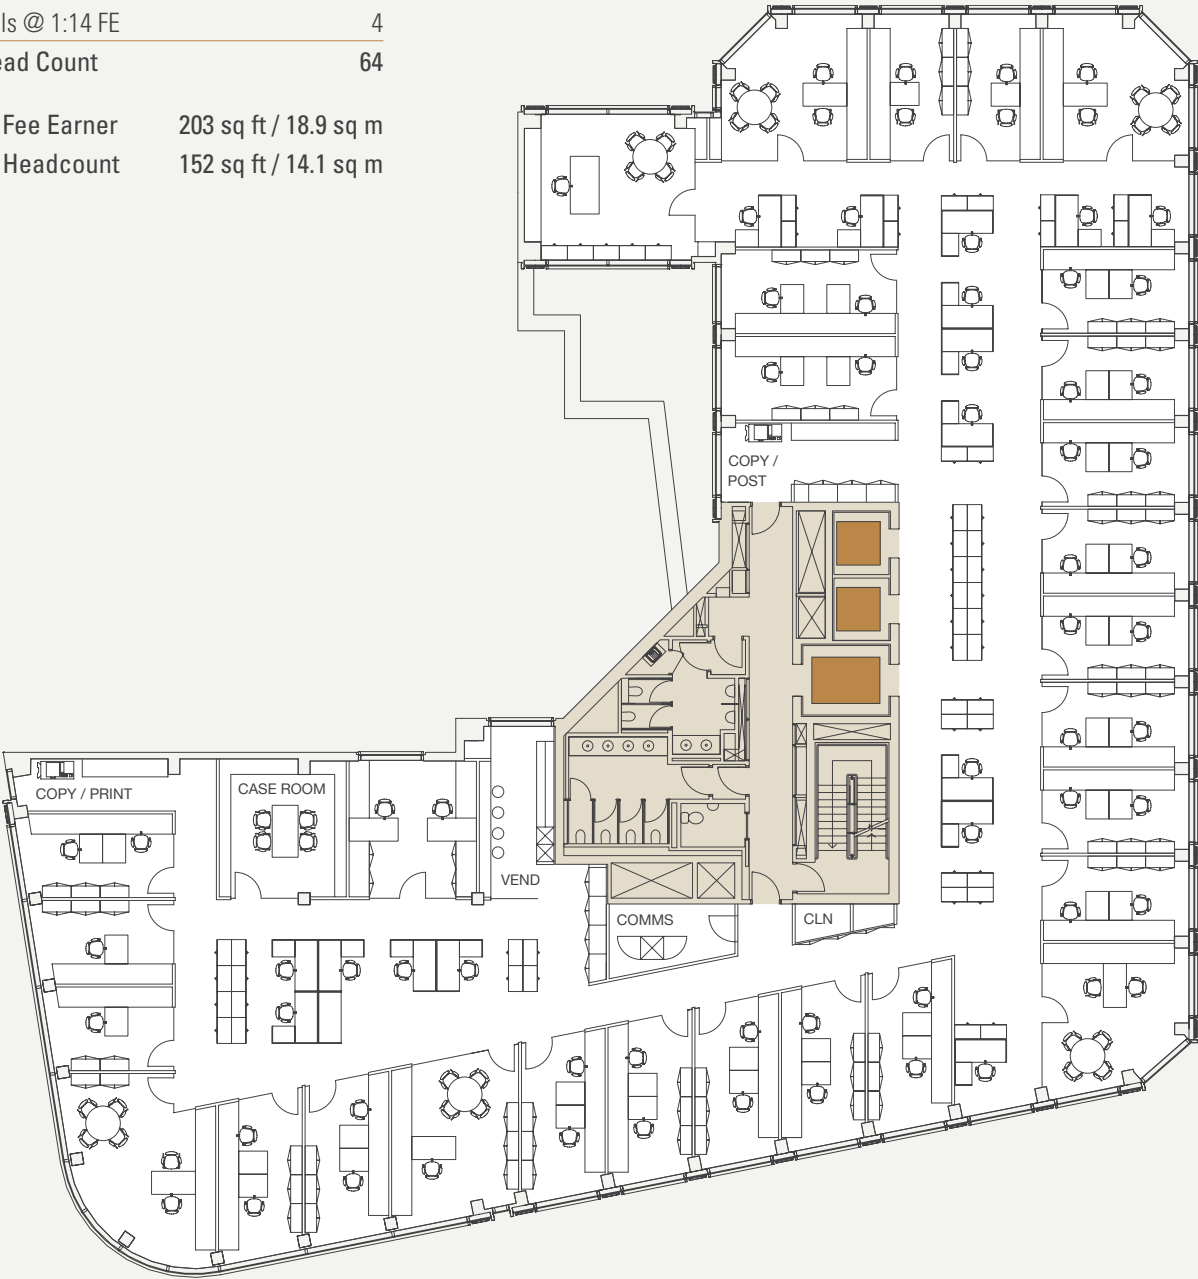 ls @ 1:14 FE 4
ead Count 64
Fee Earner 203 sq ft / 18.9 sq m
Headcount 152 sq ft / 14.1 sq m
COPY /
POST
COPY / PRINT
CASE ROOM
VEND
COMMS
CLN